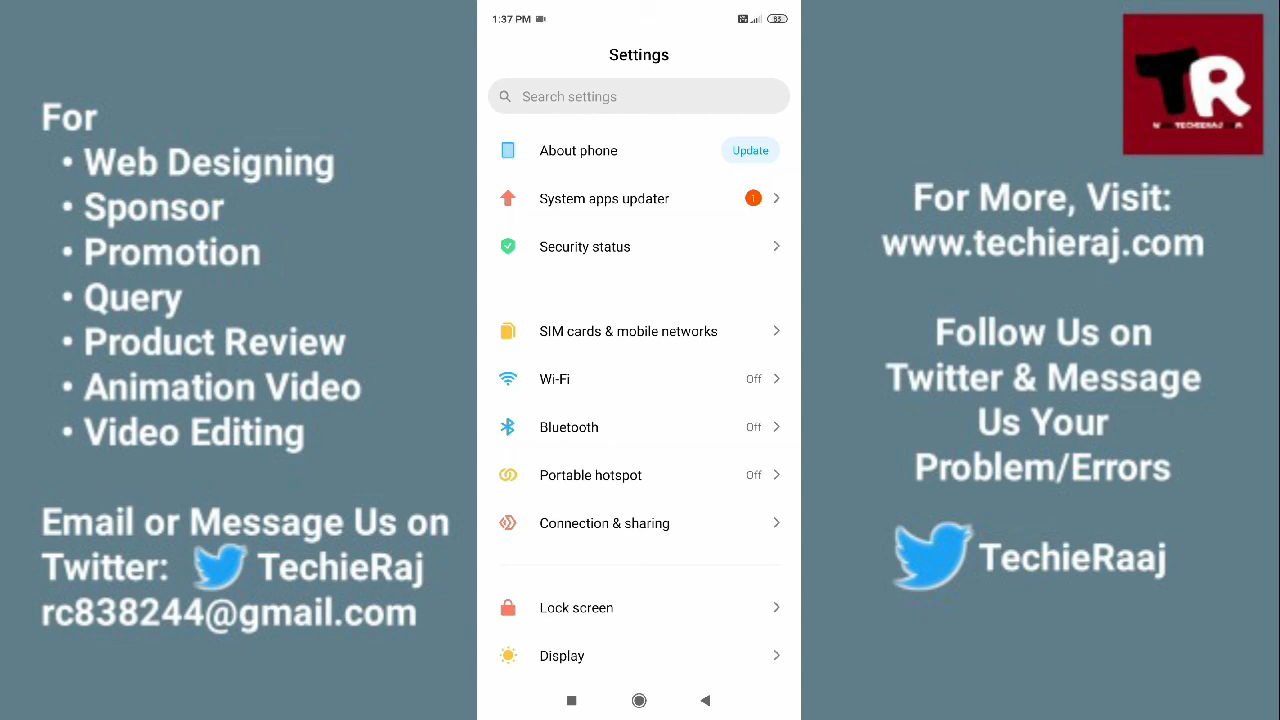 For
• Web Designing
• Sponsor
• Promotion
• Query
• Product Review
• Animation Video
• Video Editing
Email or Message Us on
Twitter: TechieRaj
rc838244@gmail.com
1:37 PM
83
Settings
Search settings
About phone
Update
System apps updater
1
Security status
SIM cards & mobile networks
Wi-Fi
Off
Bluetooth
Off
Portable hotspot
Off
Connection & sharing
Lock screen
Display
TR
For More, Visit:
www.techieraj.com
Follow Us on
Twitter & Message
Us Your
Problem/Errors
TechieRaaj